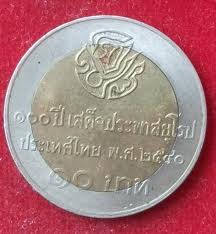 ๑๐๐ปี เสด็จประพาสยุโรป
ประเทศไทย พ.ศ.๒๕๔๐
๑๐ บาท